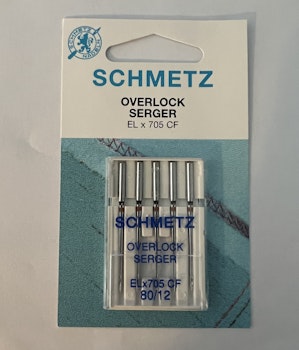 SCHMETZ
OVERLOCK
SERGER
EL x 705 CF
SCHMETZ
OVERLOCK
SERGER
ELx705 CF
80/12